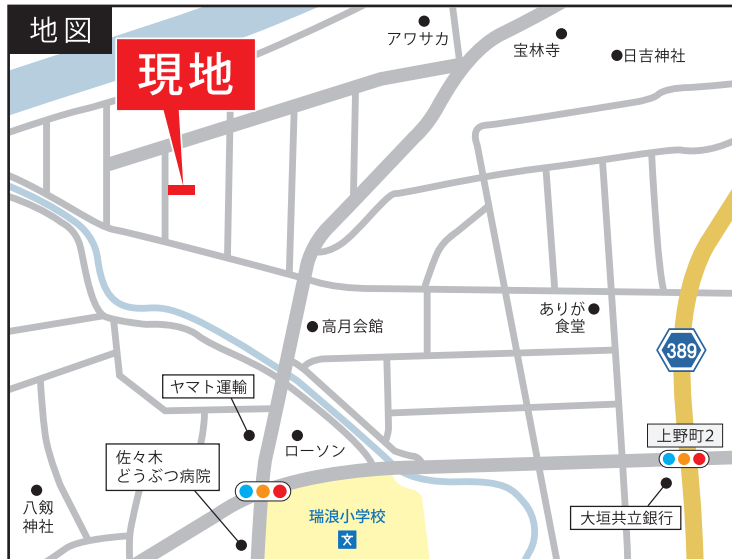 地図
現地
アワサカ
宝林寺
日吉神社
ありが
食堂
高月会館
389
ヤマト運輸
上野町2
ローソン
佐々木
どうぶつ病院
八剱
神社
瑞浪小学校
文
大垣共立銀行